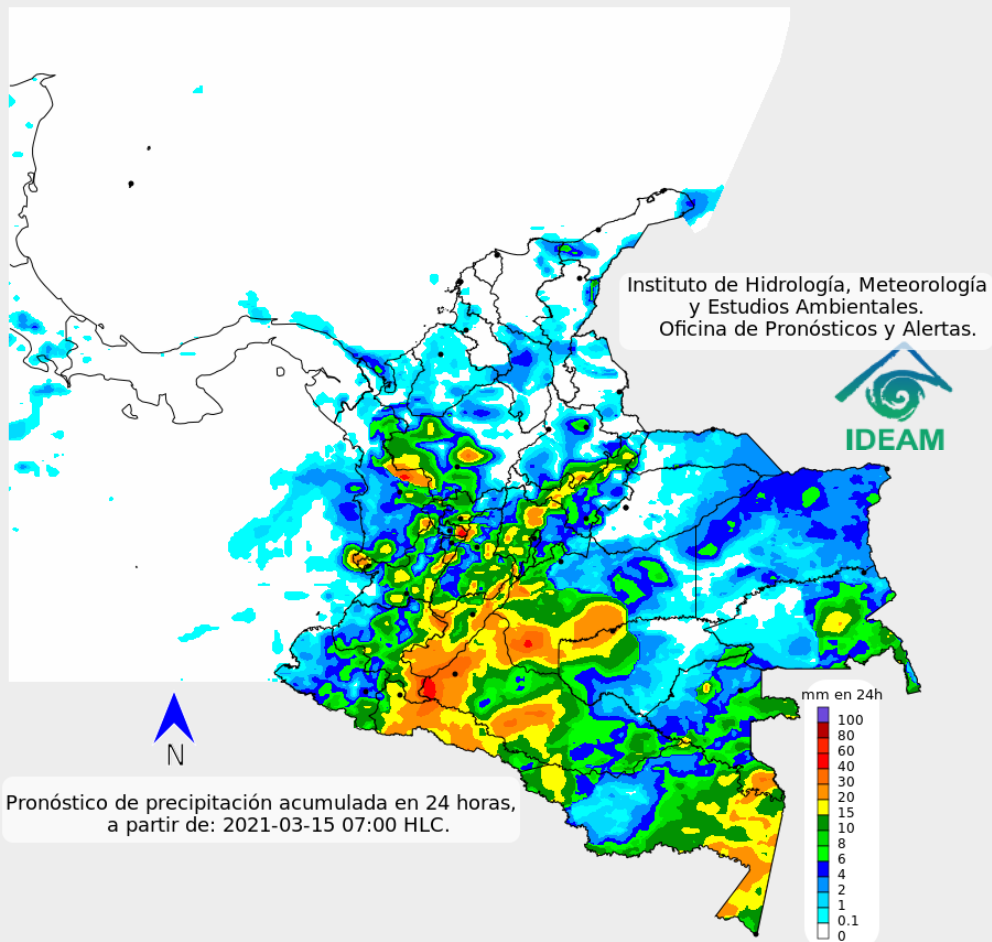 Instituto de Hidrología, Meteorología
y Estudios Ambientales.
Oficina de Pronósticos y Alertas.
IDEAM
N
Pronóstico de precipitación acumulada en 24 horas,
a partir de: 2021-03-15 07:00 HLC.
mm en 24h
100
80
60
40
30
20
15
10
8
6
4
2
1
0.1
0